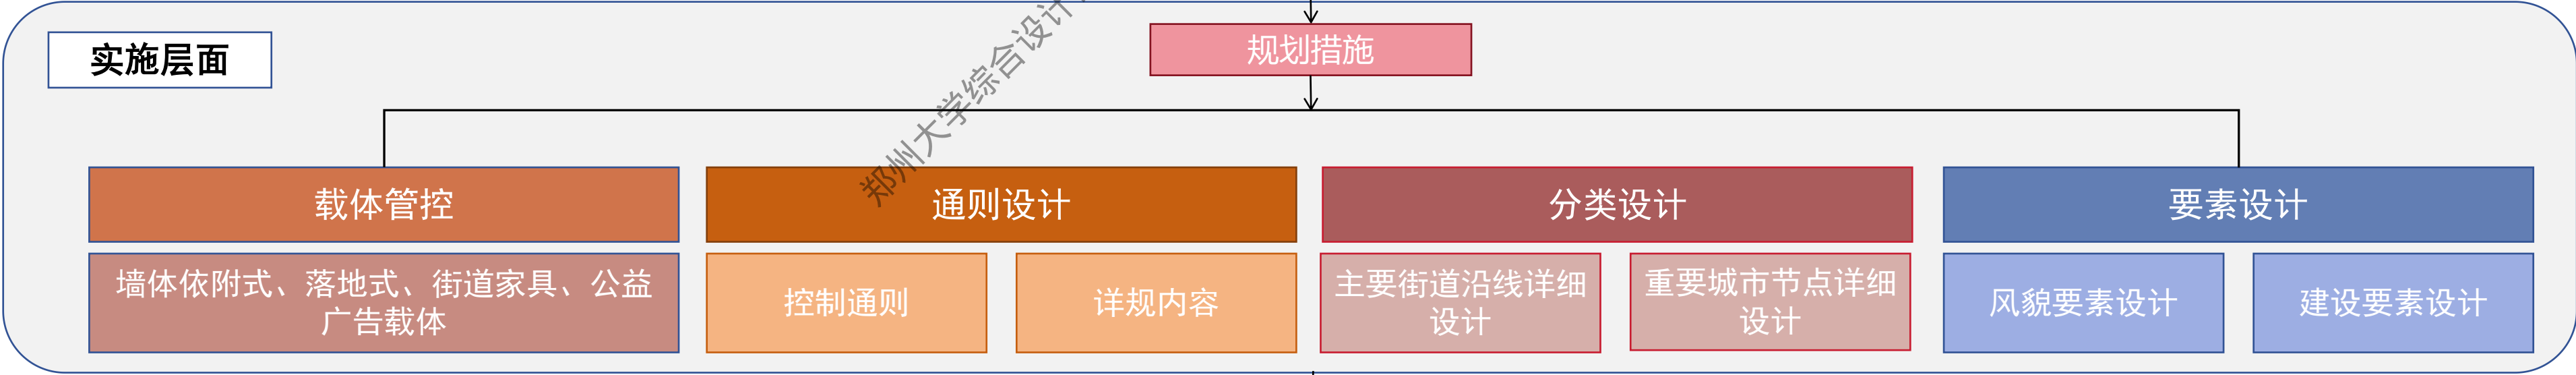 实施层面
规划措施
郑州大学综合设计
载体管控
通则设计
分类设计
要素设计
墙体依附式、落地式、街道家具、公益
广告载体
控制通则
详规内容
主要街道沿线详细
设计
重要城市节点详细
设计
风貌要素设计
建设要素设计